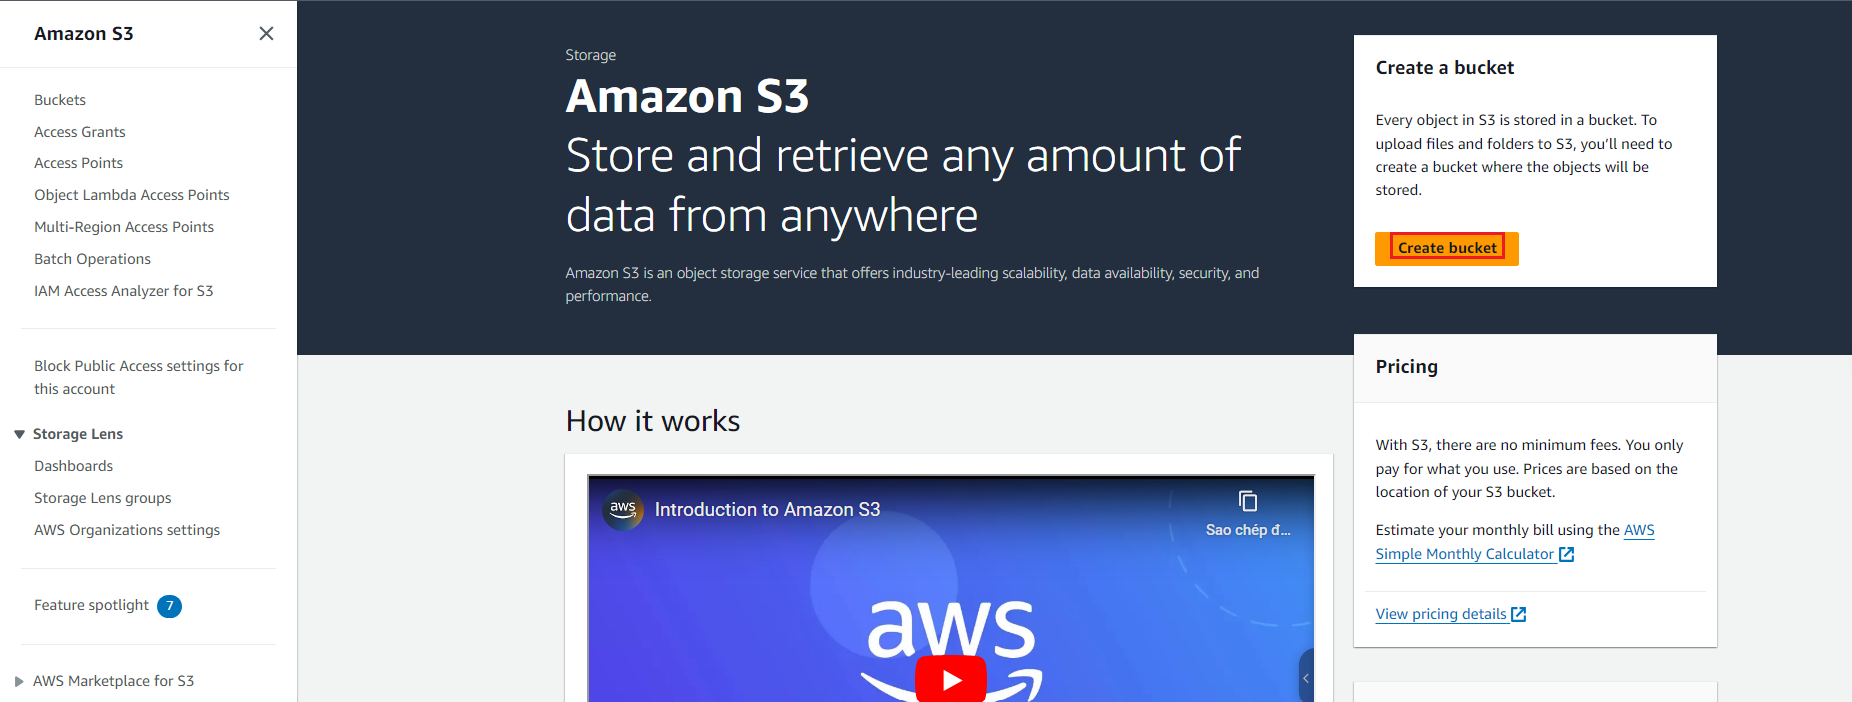 Amazon S3
Buckets
Access Grants
Access Points
Object Lambda Access Points
Multi-Region Access Points
Batch Operations
IAM Access Analyzer for S3
Block Public Access settings for
this account
Storage Lens
Dashboards
Storage Lens groups
AWS Organizations settings
Feature spotlight 7
AWS Marketplace for S3
Storage
Amazon S3
Store and retrieve any amount of
data from anywhere
Amazon S3 is an object storage service that offers industry-leading scalability, data availability, security, and
performance.
How it works
aws
Introduction to Amazon S3
Sao chép đ...
aws
Create a bucket
Every object in S3 is stored in a bucket. To
upload files and folders to S3, you’ll need to
create a bucket where the objects will be
stored.
Create bucket
Pricing
With S3, there are no minimum fees. You only
pay for what you use. Prices are based on the
location of your S3 bucket.
Estimate your monthly bill using the AWS
Simple Monthly Calculator
View pricing details